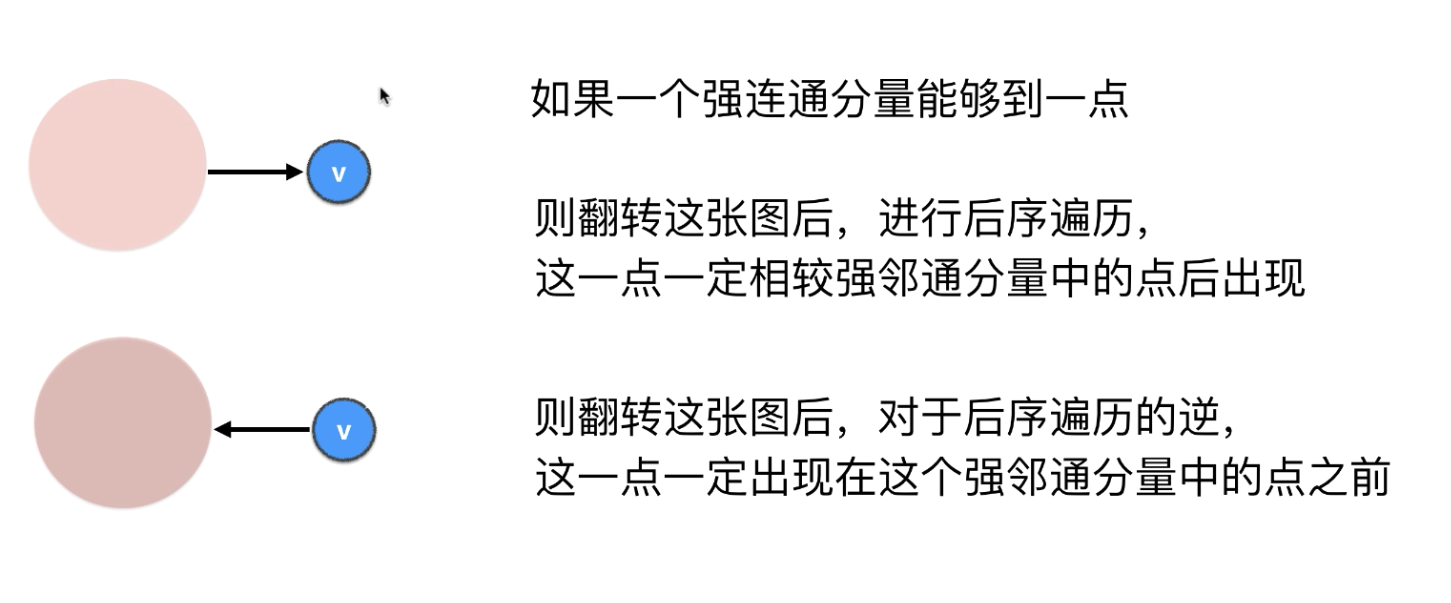 如果一个强连通分量能够到一点
v
则翻转这张图后，进行后序遍历，
这一点一定相较强邻通分量中的点后出现
则翻转这张图后，对于后序遍历的逆，
v
这一点一定出现在这个强邻通分量中的点之前